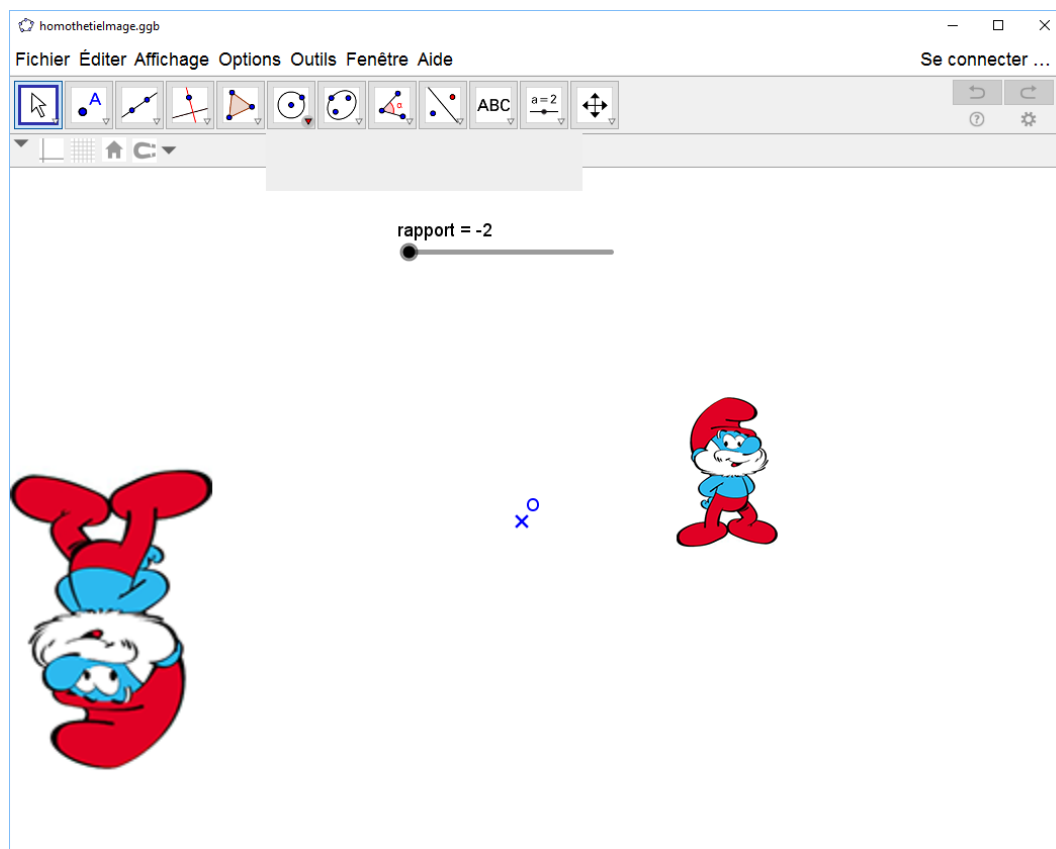 homothetieImage.ggb
Fichier Éditer Affichage Options Outils Fenêtre Aide Se connecter ...
A α ABC a=2
rapport = -2
O